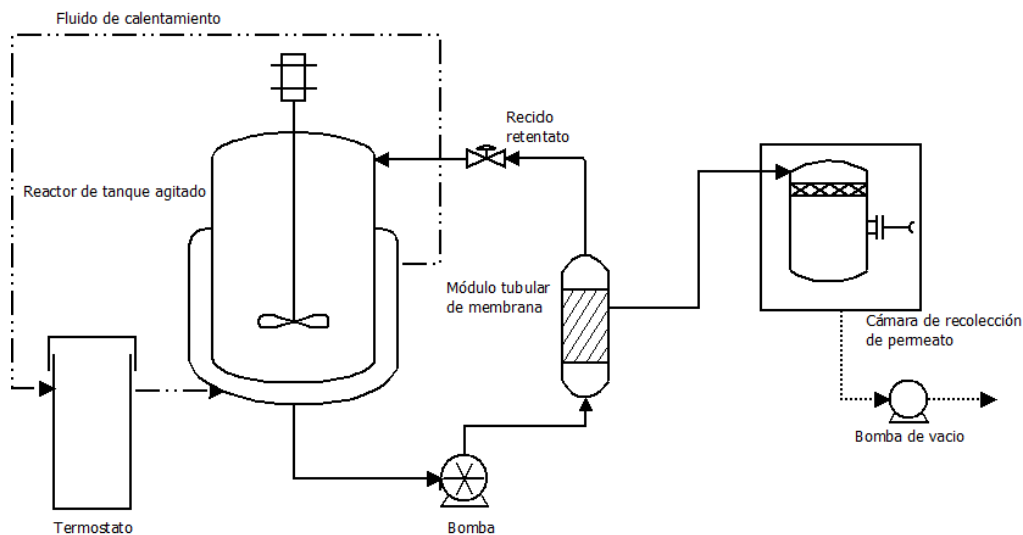 Fluido de calentamiento
Recido
retentato
Reactor de tanque agitado
Módulo tubular
de membrana
Cámara de recolección
de permeato
Bomba de vacio
Termostato
Bomba